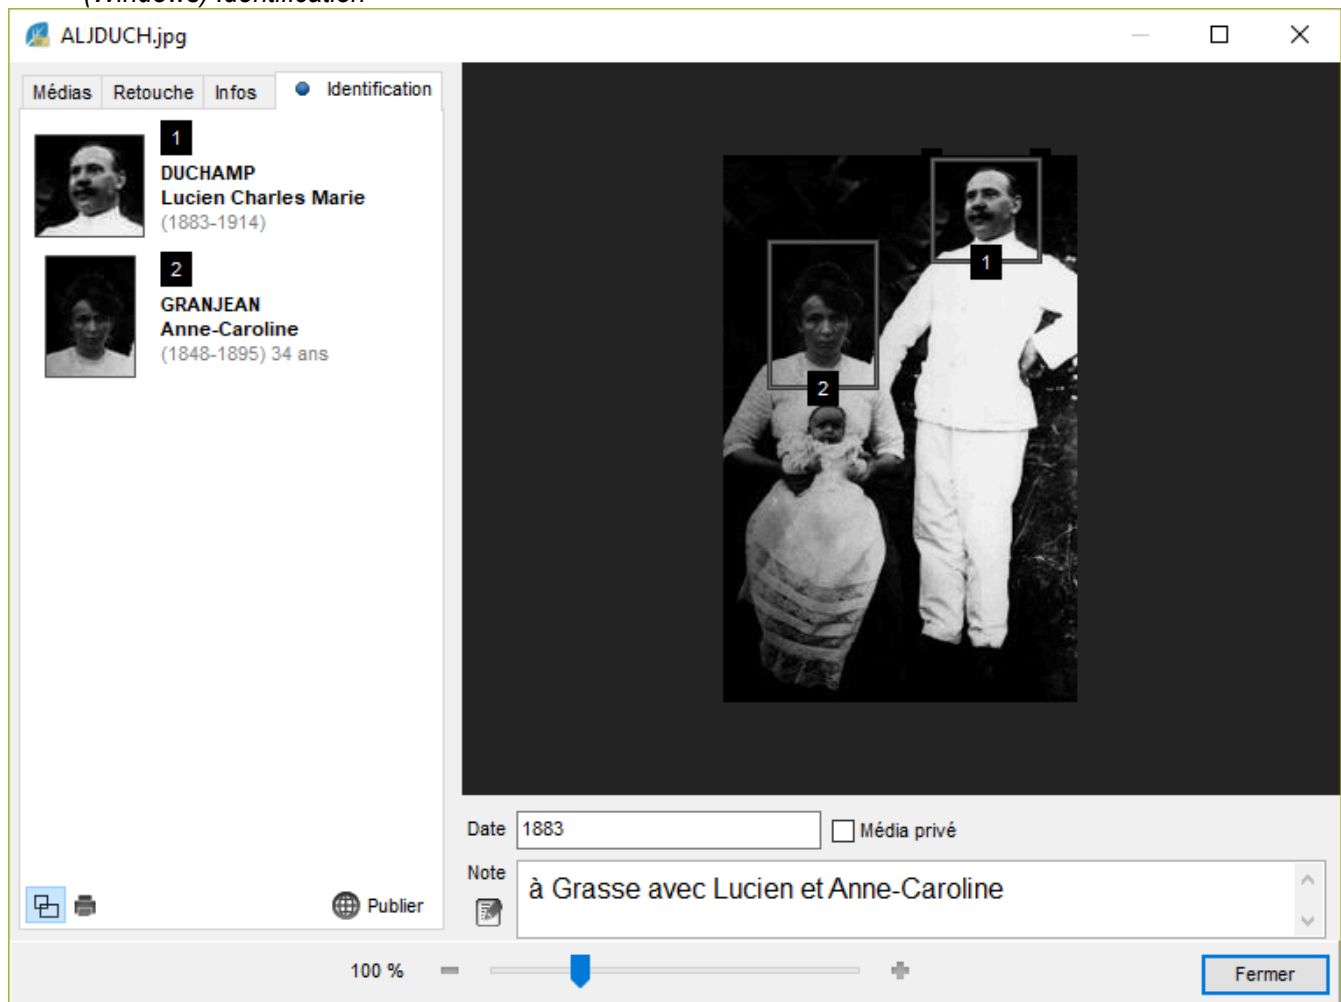 (Windows) Identification
ALJDUCH.jpg
Médias Retouche Infos Identification
1
DUCHAMP
Lucien Charles Marie
(1883-1914)
2
GRANJEAN
Anne-Caroline
(1848-1895) 34 ans
Publier
1
2
Date 1883 Média privé
Note
à Grasse avec Lucien et Anne-Caroline
100 %
Fermer